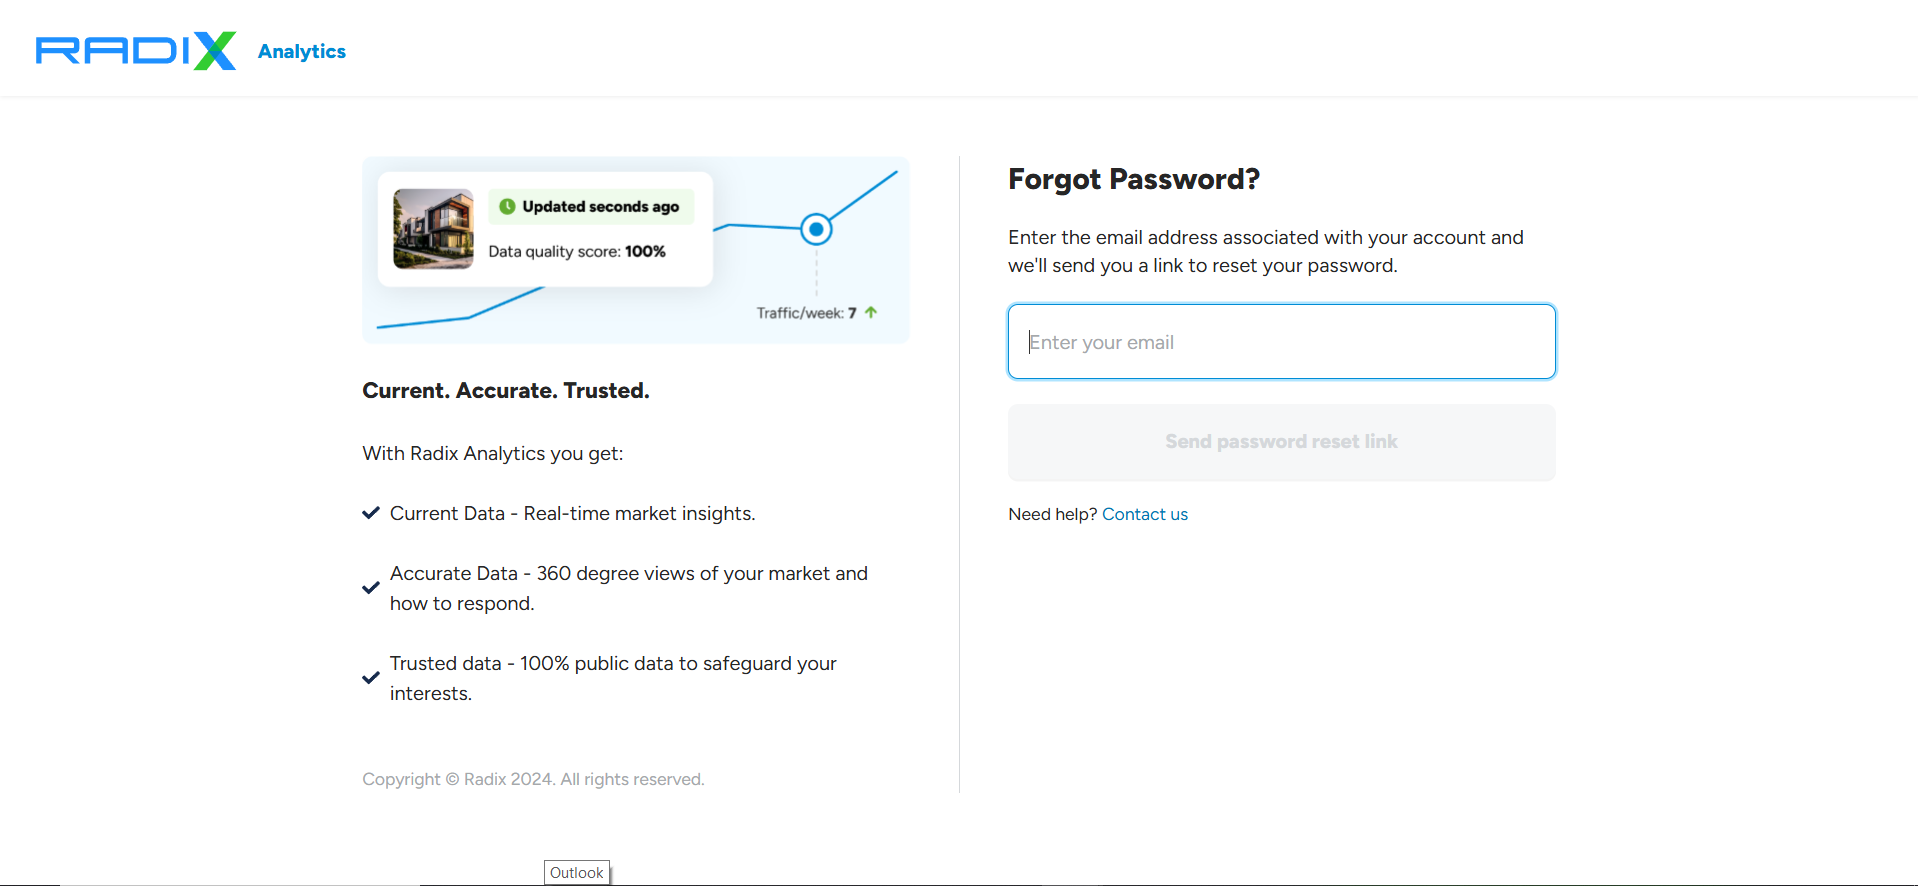 RADIX Analytics
Updated seconds ago
Data quality score: 100%
Traffic/week: 7
Current. Accurate. Trusted.
With Radix Analytics you get:
Current Data - Real-time market insights.
Accurate Data - 360 degree views of your market and
how to respond.
Trusted data - 100% public data to safeguard your
interests.
Copyright © Radix 2024. All rights reserved.
Forgot Password?
Enter the email address associated with your account and
we'll send you a link to reset your password.
Enter your email
Send password reset link
Need help? Contact us
Outlook